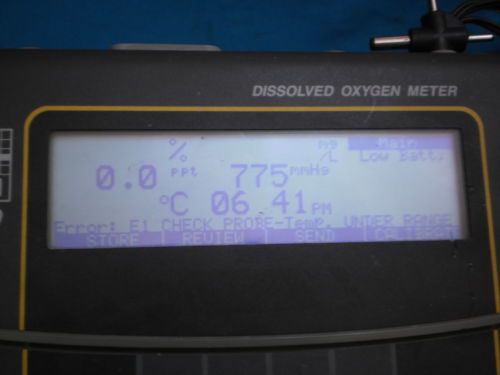 DISSOLVED OXYGEN METER
% mg/L Main
Low Batt.
0.0 ppt 775 mmHg
°C 06 41 PM
Error: E1 CHECK PROBE-Temp. UNDER RANGE
STORE REVIEW SEND CALIBRAT